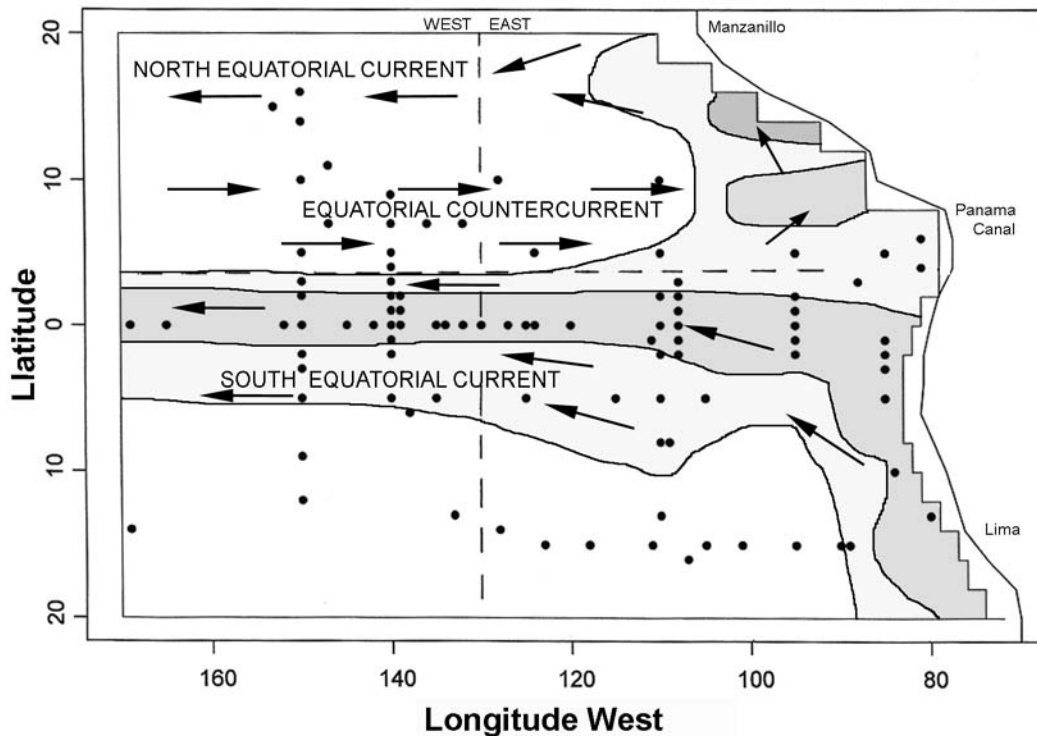 20
WEST EAST
Manzanillo
NORTH EQUATORIAL CURRENT
10
EQUATORIAL COUNTERCURRENT
Panama
Canal
Llatitude
0
SOUTH EQUATORIAL CURRENT
10
Lima
20
160 140 120 100 80
Longitude West